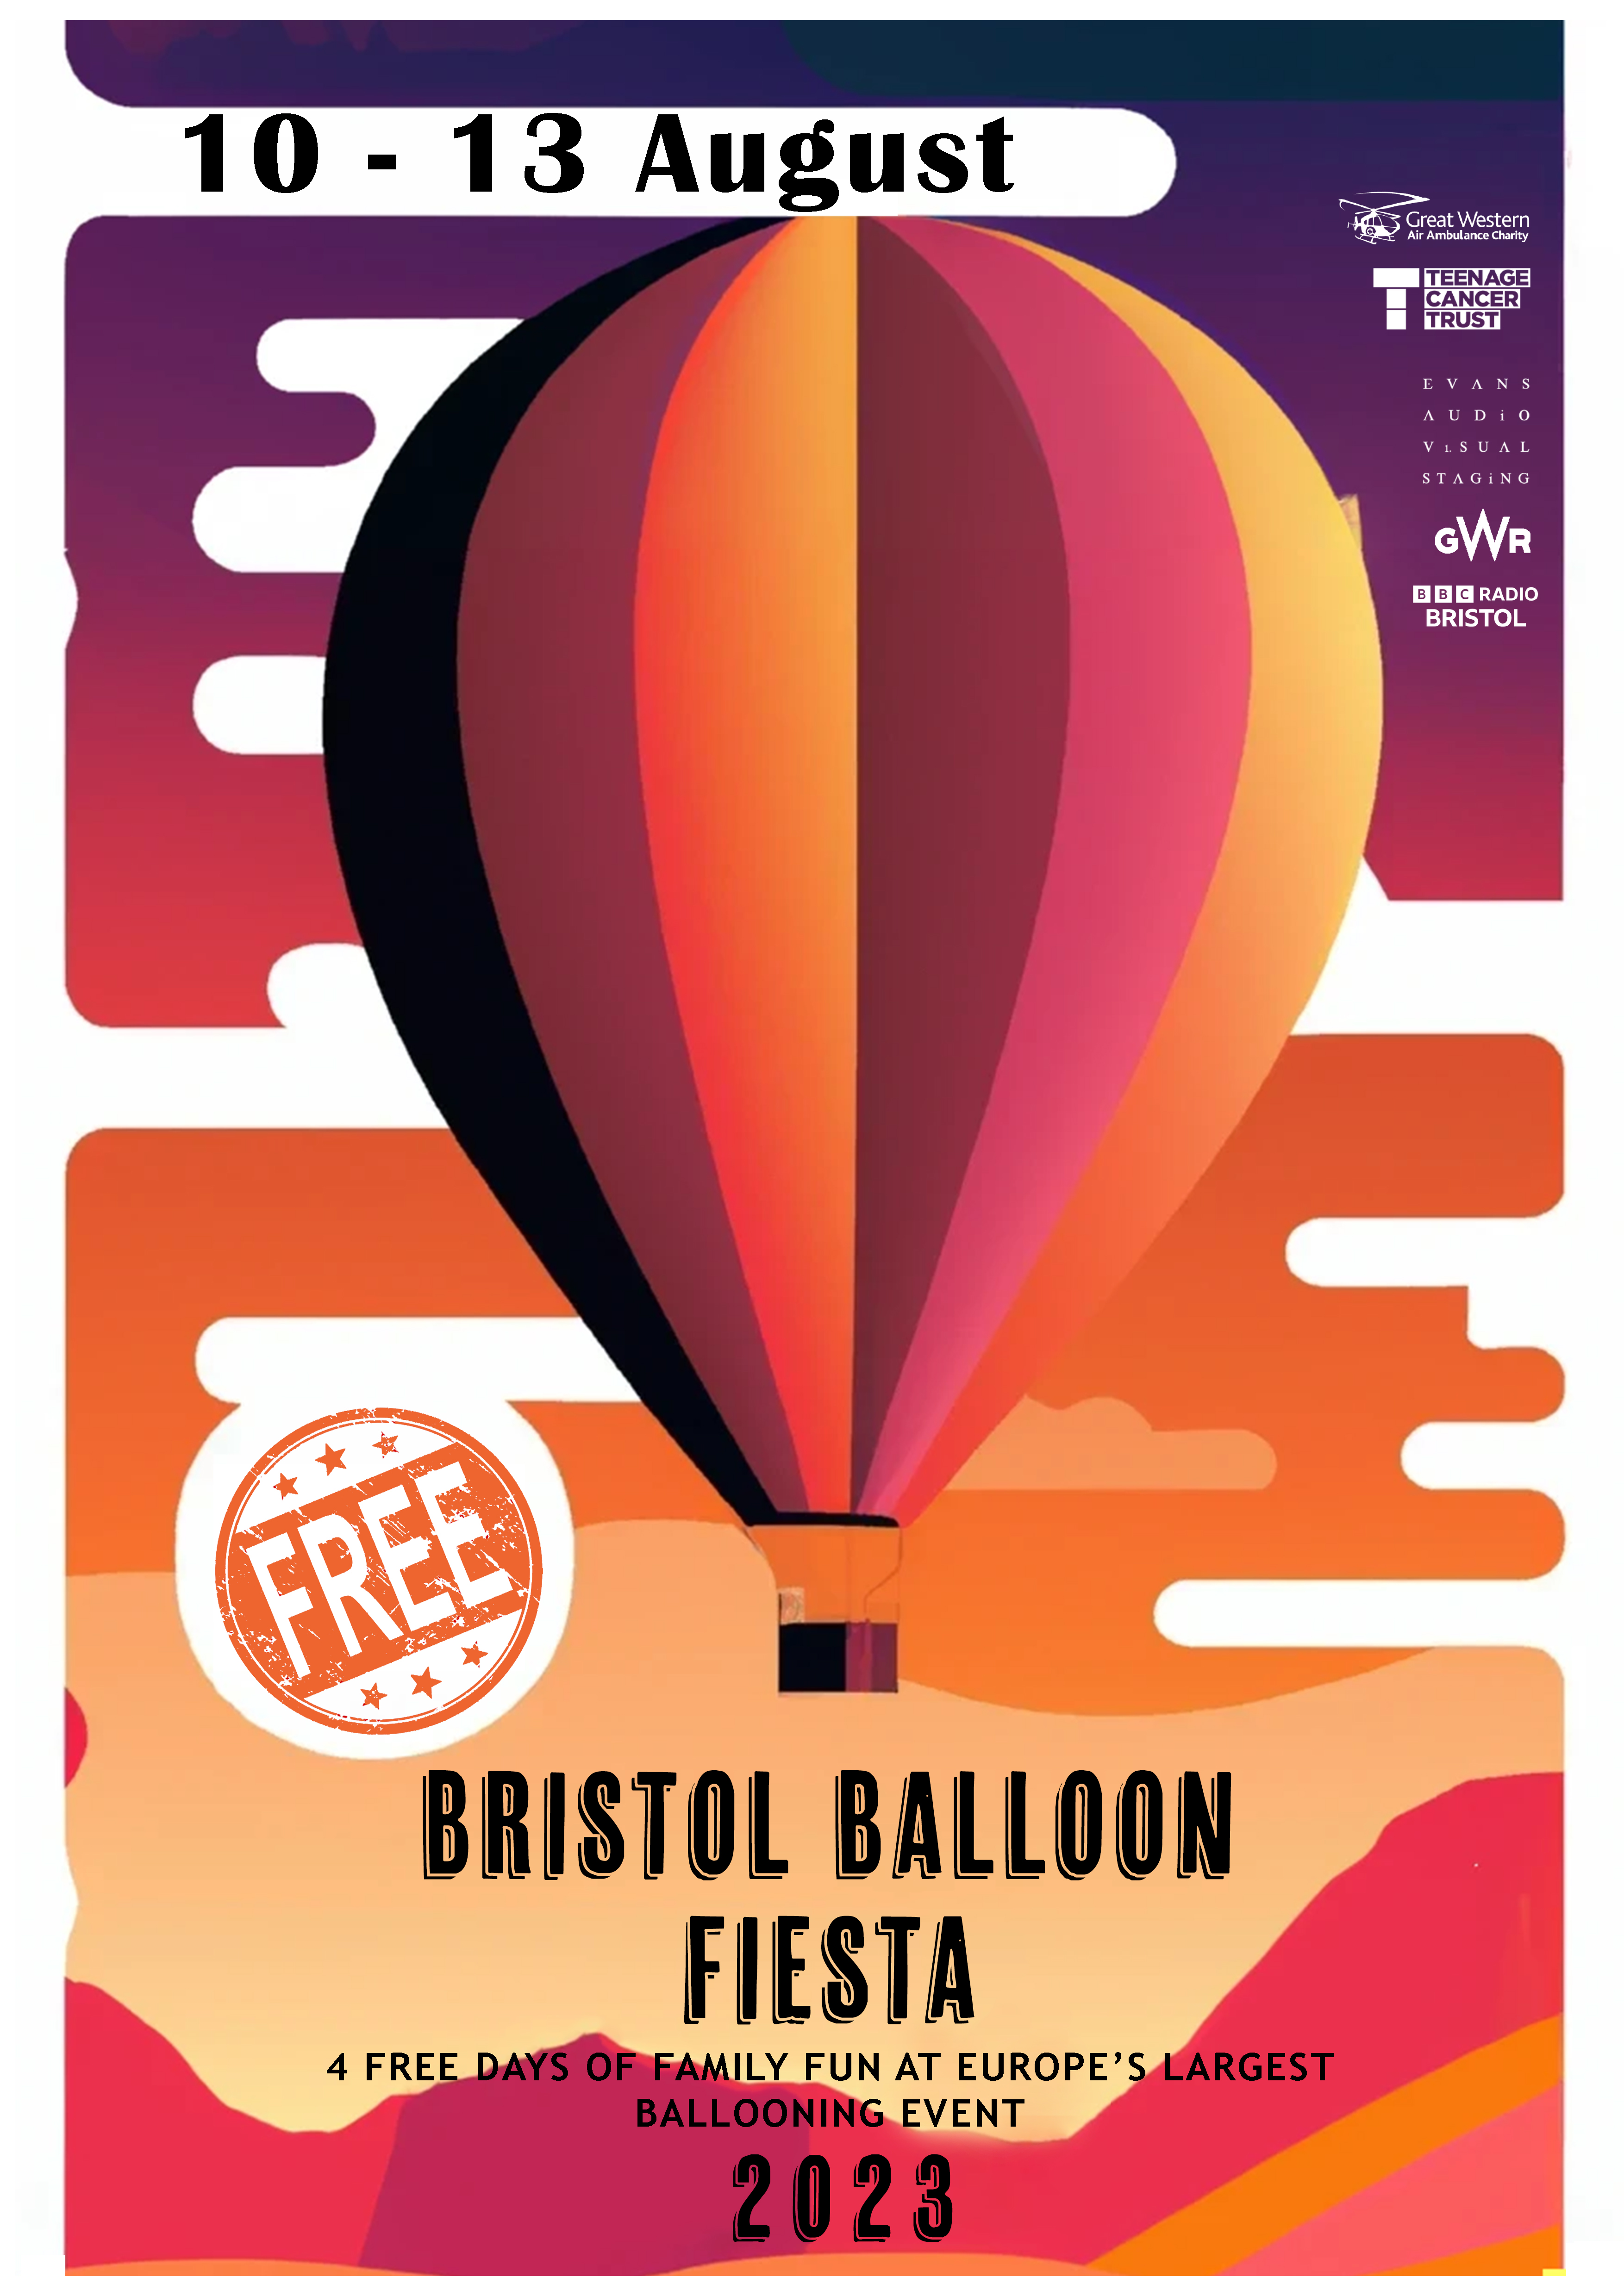 10 - 13 August
Great Western
Air Ambulance Charity
TEENAGE
CANCER
TRUST
EVANS
AUDiO
ViSUAL
STAGiNG
GWR
BBC RADIO
BRISTOL
FREE
BRISTOL BALLOON
FIESTA
4 FREE DAYS OF FAMILY FUN AT EUROPE'S LARGEST
BALLOONING EVENT
2023